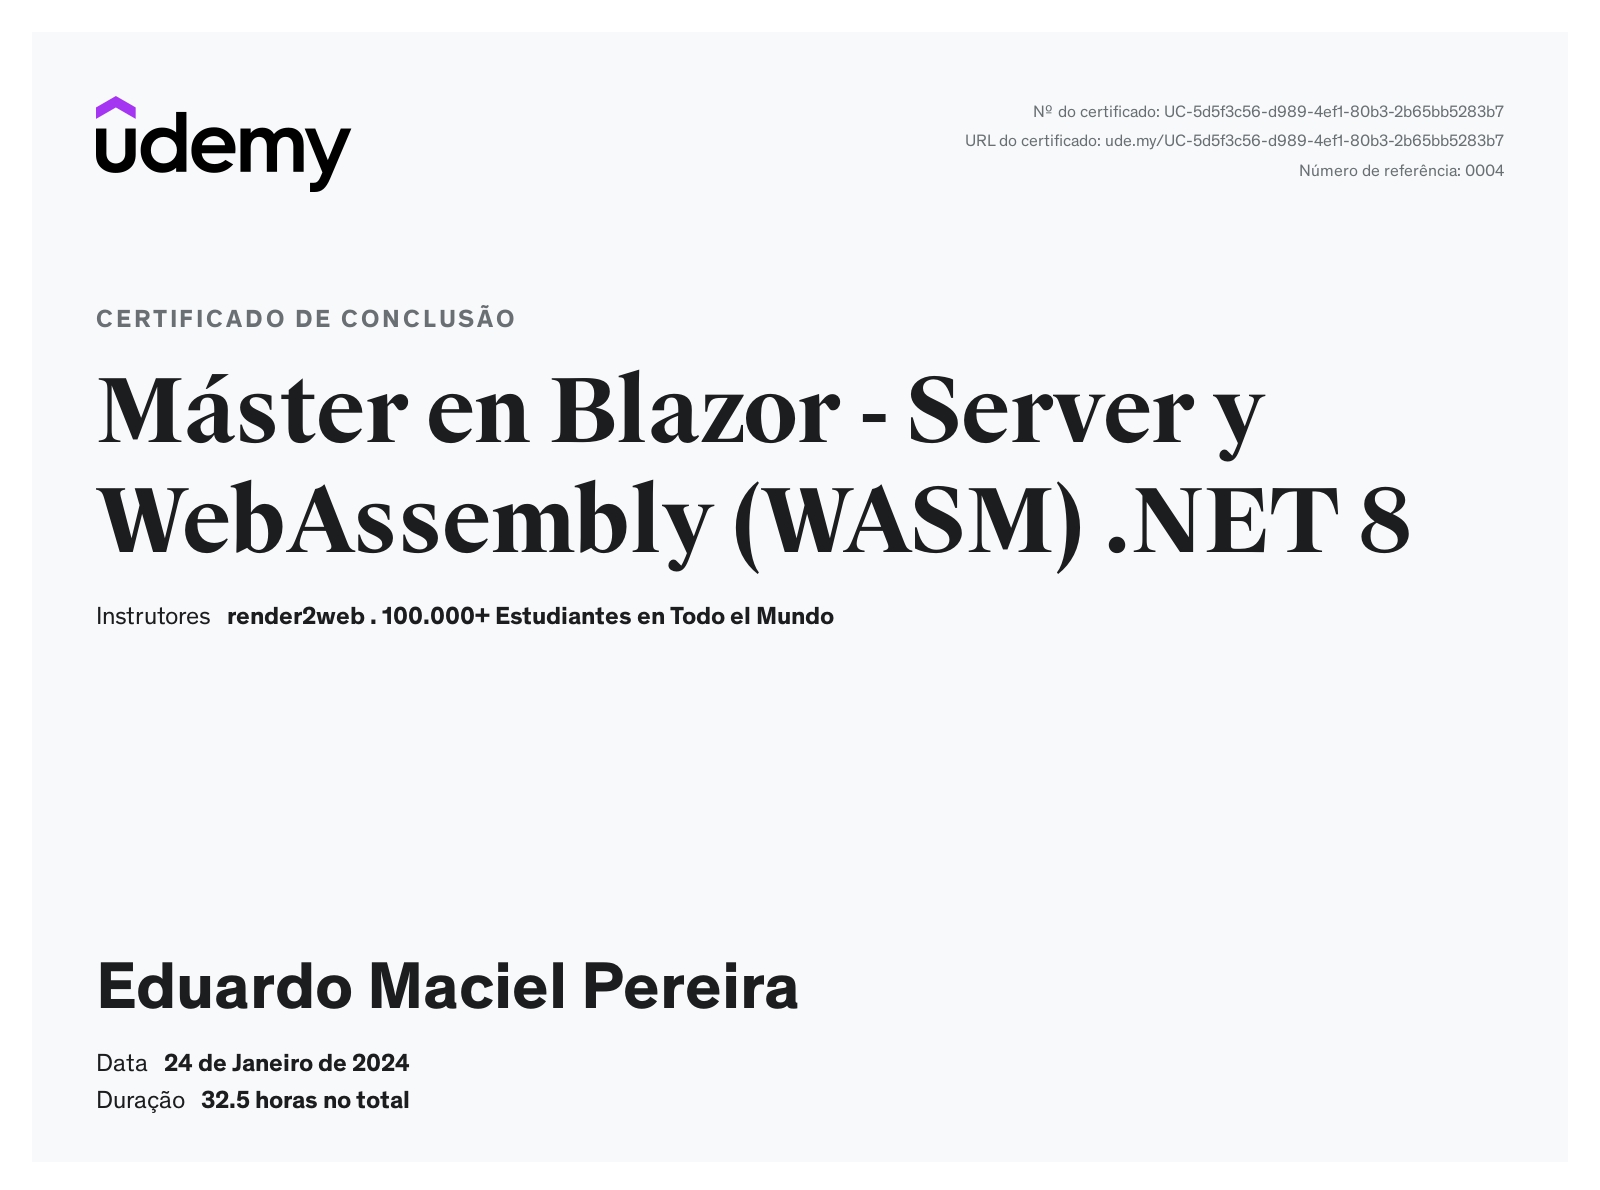 udemy
Nº do certificado: UC-5d5f3c56-d989-4ef1-80b3-2b65bb5283b7
URL do certificado: ude.my/UC-5d5f3c56-d989-4ef1-80b3-2b65bb5283b7
Número de referência: 0004
CERTIFICADO DE CONCLUSÃO
Máster en Blazor - Server y
WebAssembly (WASM) .NET 8
Instrutores render2web . 100.000+ Estudiantes en Todo el Mundo
Eduardo Maciel Pereira
Data 24 de Janeiro de 2024
Duração 32.5 horas no total